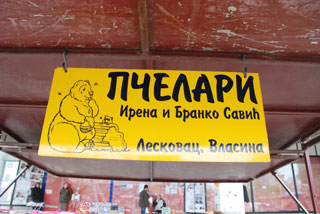 ПЧЕЛАРИ
Ирена и Бранко Савић
Лесковац, Власина